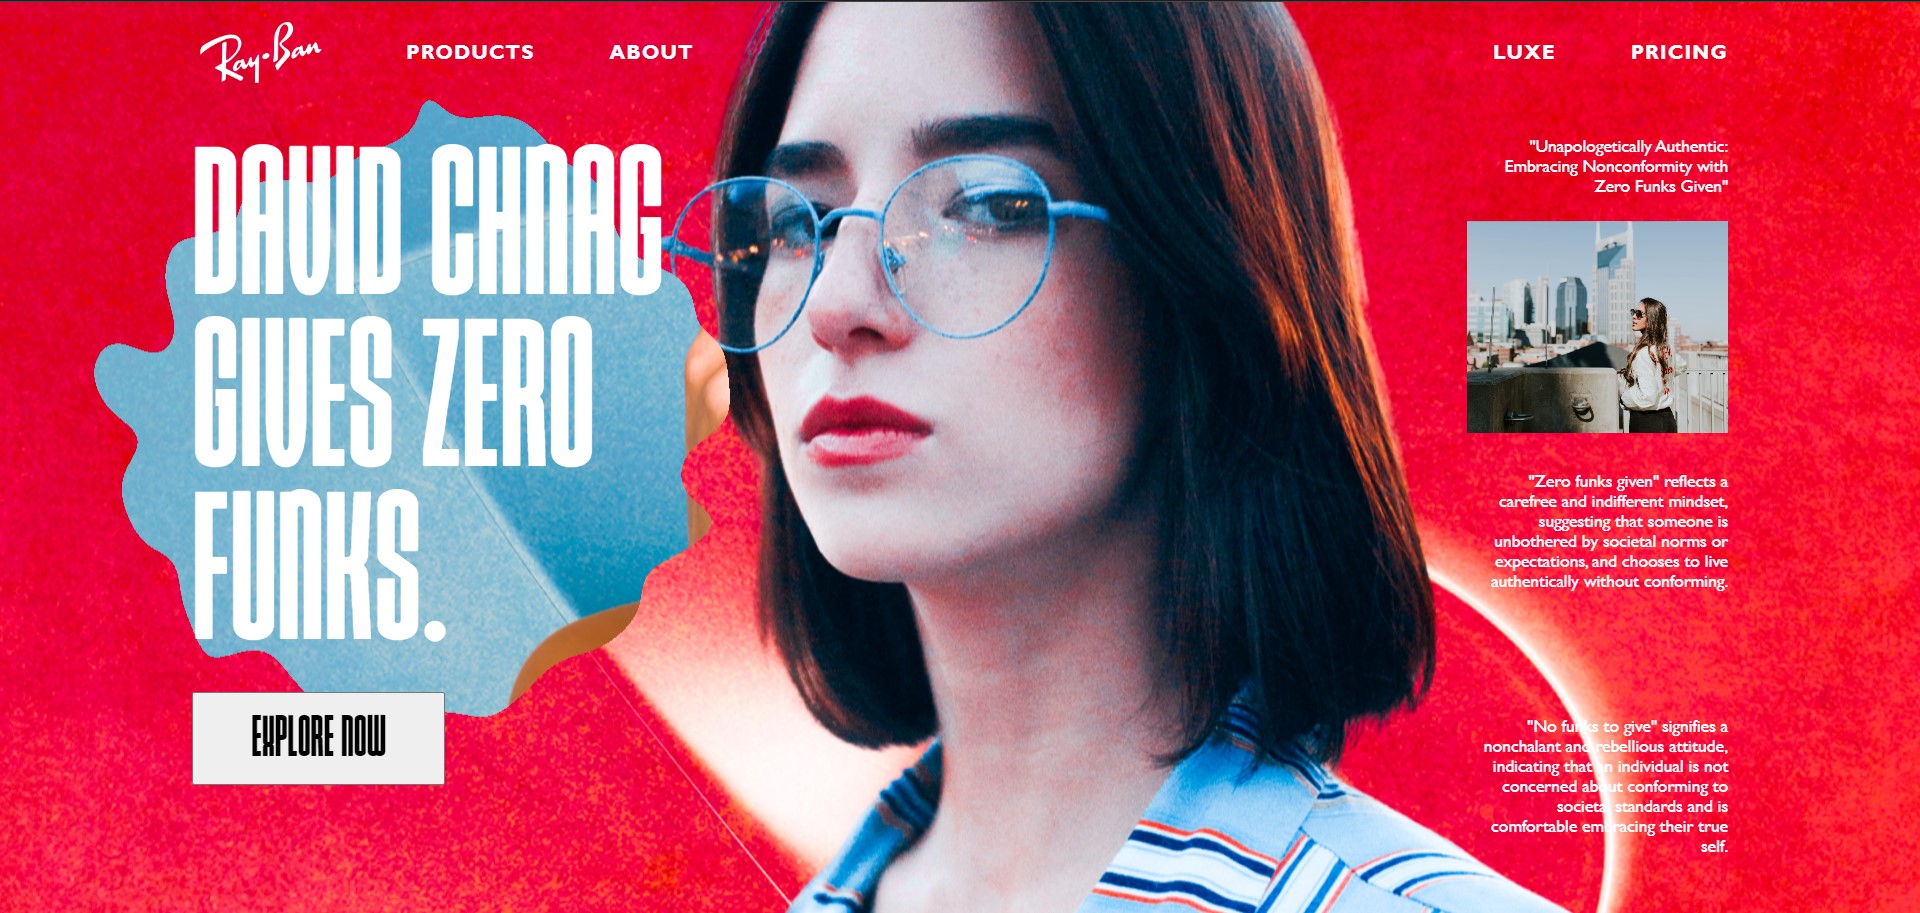 Ray-Ban
PRODUCTS
ABOUT
LUXE
PRICING
DAVID CHNAG
GIVES ZERO
FUNKS.
EXPLORE NOW
"Unapologetically Authentic:
Embracing Nonconformity with
Zero Funks Given"
"Zero funks given" reflects a
carefree and indifferent mindset,
suggesting that someone is
unbothered by societal norms or
expectations, and chooses to live
authentically without conforming.
"No funks to give" signifies a
nonchalant and rebellious attitude,
indicating that an individual is not
concerned about conforming to
societal standards and is
comfortable embracing their true
self.